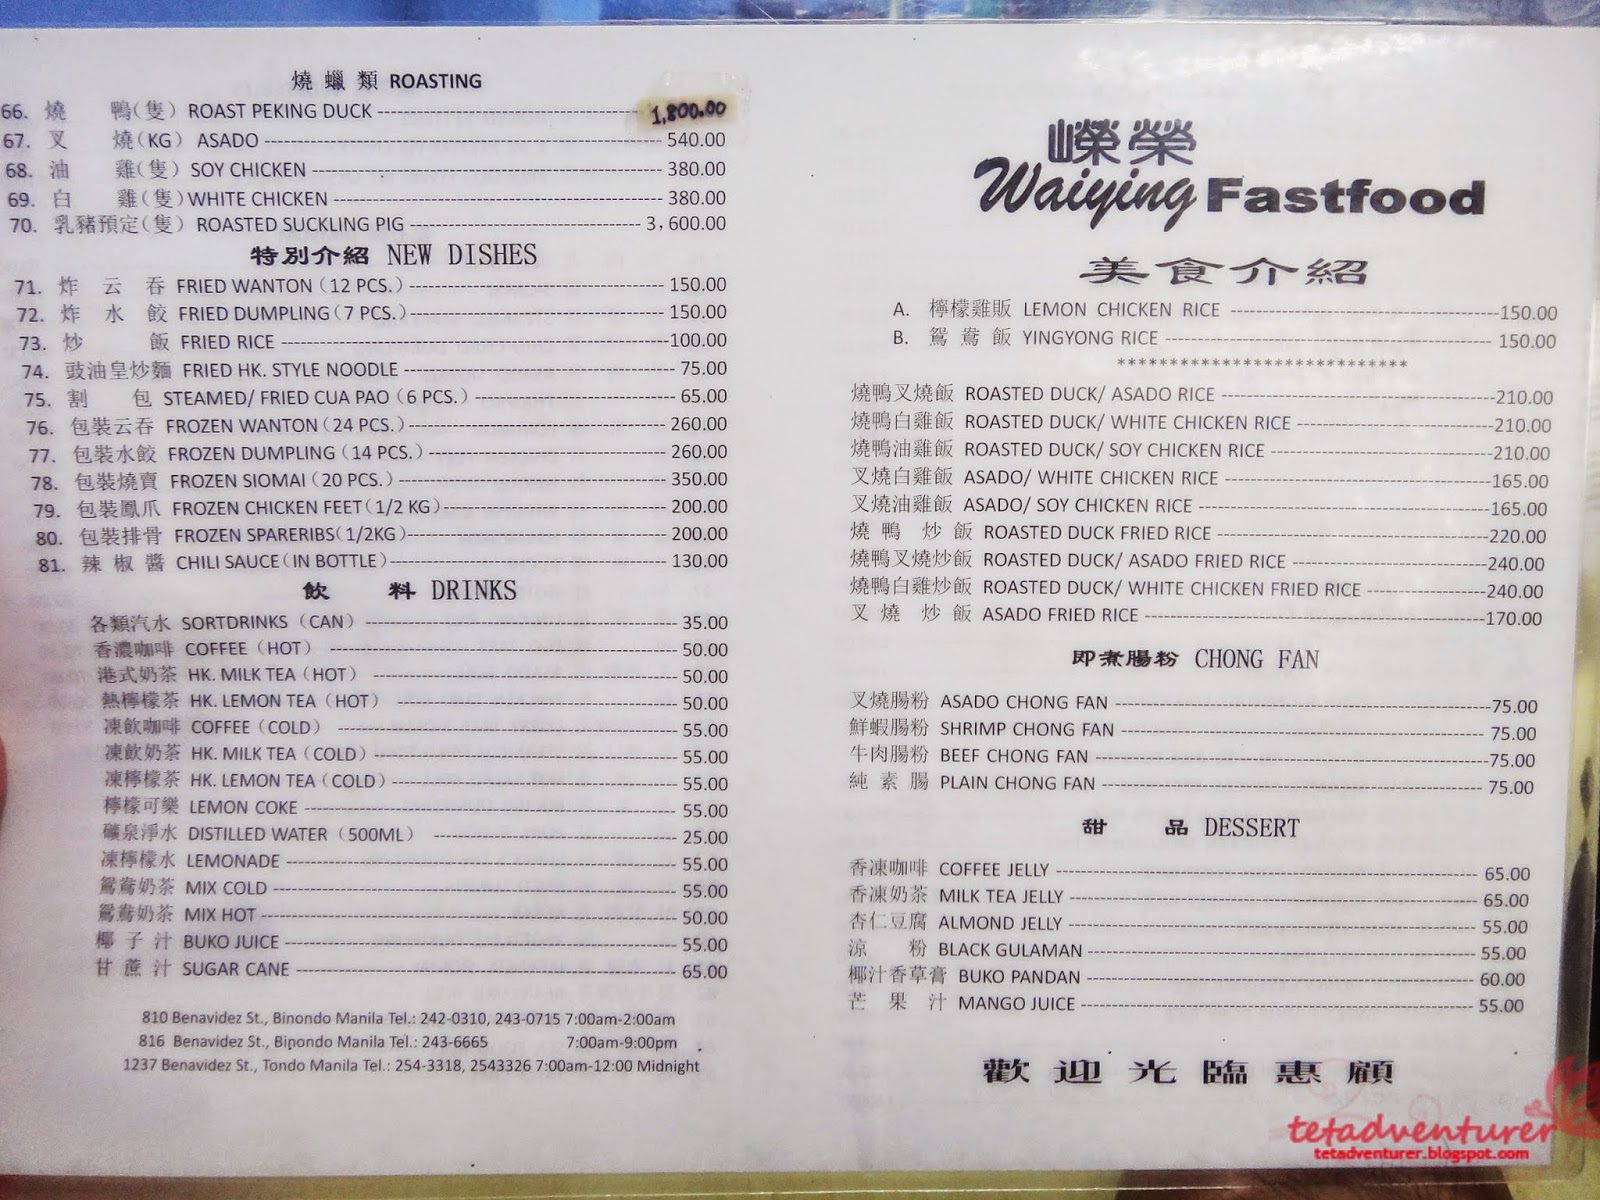 燒 蠟 類 ROASTING
66. 燒 鴨(隻) ROAST PEKING DUCK 1,800.00
67. 叉 燒(KG) ASADO 540.00
68. 油 雞(隻) SOY CHICKEN 380.00
69. 白 雞(隻) WHITE CHICKEN 380.00
70. 乳豬預定(隻) ROASTED SUCKLING PIG 3,600.00
特別介紹 NEW DISHES
71. 炸 云 吞 FRIED WANTON (12 PCS.) 150.00
72. 炸 水 餃 FRIED DUMPLING (7 PCS.) 150.00
73. 炒 飯 FRIED RICE 100.00
74. 豉油皇炒麵 FRIED HK. STYLE NOODLE 75.00
75. 割 包 STEAMED/ FRIED CUA PAO (6 PCS.) 65.00
76. 包裝云吞 FROZEN WANTON (24 PCS.) 260.00
77. 包裝水餃 FROZEN DUMPLING (14 PCS.) 260.00
78. 包裝燒賣 FROZEN SIOMAI (20 PCS.) 350.00
79. 包裝鳳爪 FROZEN CHICKEN FEET (1/2 KG) 200.00
80. 包裝排骨 FROZEN SPARERIBS (1/2KG) 200.00
81. 辣 椒 醬 CHILI SAUCE (IN BOTTLE) 130.00
飲 料 DRINKS
各類汽水 SORTDRINKS (CAN) 35.00
香濃咖啡 COFFEE (HOT) 50.00
港式奶茶 HK. MILK TEA (HOT) 50.00
熱檸檬茶 HK. LEMON TEA (HOT) 50.00
凍飲咖啡 COFFEE (COLD) 55.00
凍飲奶茶 HK. MILK TEA (COLD) 55.00
凍檸檬茶 HK. LEMON TEA (COLD) 55.00
檸檬可樂 LEMON COKE 55.00
礦泉淨水 DISTILLED WATER (500ML) 25.00
凍檸檬水 LEMONADE 55.00
鴛鴦奶茶 MIX COLD 55.00
鴛鴦奶茶 MIX HOT 50.00
椰 子 汁 BUKO JUICE 55.00
甘 蔗 汁 SUGAR CANE 65.00
810 Benavidez St., Binondo Manila Tel.: 242-0310, 243-0715 7:00am-2:00am
816 Benavidez St., Binondo Manila Tel.: 243-6665 7:00am-9:00pm
1237 Benavidez St., Tondo Manila Tel.: 254-3318, 2543326 7:00am-12:00 Midnight
嶸榮
Waiying Fastfood
美食介紹
A. 檸檬雞販 LEMON CHICKEN RICE 150.00
B. 鴛 鴦 飯 YINGYONG RICE 150.00
***************************
燒鴨叉燒飯 ROASTED DUCK/ ASADO RICE 210.00
燒鴨白雞飯 ROASTED DUCK/ WHITE CHICKEN RICE 210.00
燒鴨油雞飯 ROASTED DUCK/ SOY CHICKEN RICE 210.00
叉燒白雞飯 ASADO/ WHITE CHICKEN RICE 165.00
叉燒油雞飯 ASADO/ SOY CHICKEN RICE 165.00
燒 鴨 炒 飯 ROASTED DUCK FRIED RICE 220.00
燒鴨叉燒炒飯 ROASTED DUCK/ ASADO FRIED RICE 240.00
燒鴨白雞炒飯 ROASTED DUCK/ WHITE CHICKEN FRIED RICE 240.00
叉 燒 炒 飯 ASADO FRIED RICE 170.00
即煮腸粉 CHONG FAN
叉燒腸粉 ASADO CHONG FAN 75.00
鮮蝦腸粉 SHRIMP CHONG FAN 75.00
牛肉腸粉 BEEF CHONG FAN 75.00
純 素 腸 PLAIN CHONG FAN 75.00
甜 品 DESSERT
香凍咖啡 COFFEE JELLY 65.00
香凍奶茶 MILK TEA JELLY 65.00
杏仁豆腐 ALMOND JELLY 55.00
涼 粉 BLACK GULAMAN 55.00
椰汁香草膏 BUKO PANDAN 60.00
芒 果 汁 MANGO JUICE 55.00
歡 迎 光 臨 惠 顧
tetadventurer
tetadventurer.blogspot.com